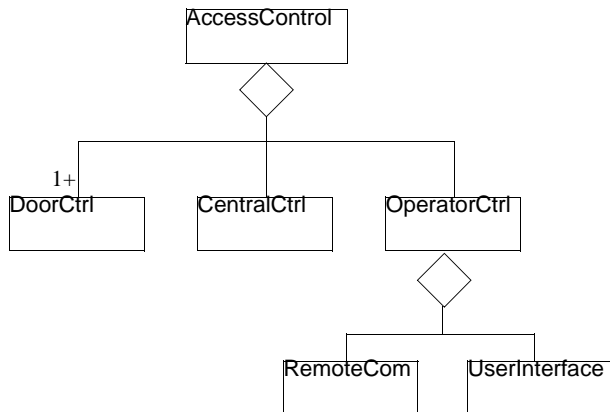 AccessControl
1+
DoorCtrl
CentralCtrl
OperatorCtrl
RemoteCom
UserInterface